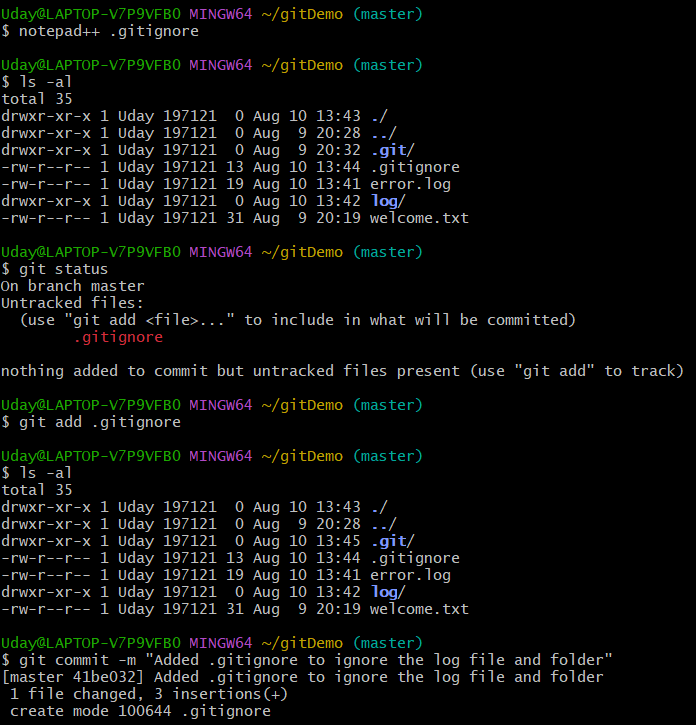 Uday@LAPTOP-V7P9VFB0 MINGW64 ~/gitDemo (master)
$ notepad++ .gitignore
Uday@LAPTOP-V7P9VFB0 MINGW64 ~/gitDemo (master)
$ ls -al
total 35
drwxr-xr-x 1 Uday 197121  0 Aug 10 13:43 ./
drwxr-xr-x 1 Uday 197121  0 Aug  9 20:28 ../
drwxr-xr-x 1 Uday 197121  0 Aug  9 20:32 .git/
-rw-r--r-- 1 Uday 197121 13 Aug 10 13:44 .gitignore
-rw-r--r-- 1 Uday 197121 19 Aug 10 13:41 error.log
drwxr-xr-x 1 Uday 197121  0 Aug 10 13:42 log/
-rw-r--r-- 1 Uday 197121 31 Aug  9 20:19 welcome.txt
Uday@LAPTOP-V7P9VFB0 MINGW64 ~/gitDemo (master)
$ git status
On branch master
Untracked files:
  (use "git add <file>..." to include in what will be committed)
        .gitignore
nothing added to commit but untracked files present (use "git add" to track)
Uday@LAPTOP-V7P9VFB0 MINGW64 ~/gitDemo (master)
$ git add .gitignore
Uday@LAPTOP-V7P9VFB0 MINGW64 ~/gitDemo (master)
$ ls -al
total 35
drwxr-xr-x 1 Uday 197121  0 Aug 10 13:43 ./
drwxr-xr-x 1 Uday 197121  0 Aug  9 20:28 ../
drwxr-xr-x 1 Uday 197121  0 Aug 10 13:45 .git/
-rw-r--r-- 1 Uday 197121 13 Aug 10 13:44 .gitignore
-rw-r--r-- 1 Uday 197121 19 Aug 10 13:41 error.log
drwxr-xr-x 1 Uday 197121  0 Aug 10 13:42 log/
-rw-r--r-- 1 Uday 197121 31 Aug  9 20:19 welcome.txt
Uday@LAPTOP-V7P9VFB0 MINGW64 ~/gitDemo (master)
$ git commit -m "Added .gitignore to ignore the log file and folder"
[master 41be032] Added .gitignore to ignore the log file and folder
 1 file changed, 3 insertions(+)
 create mode 100644 .gitignore